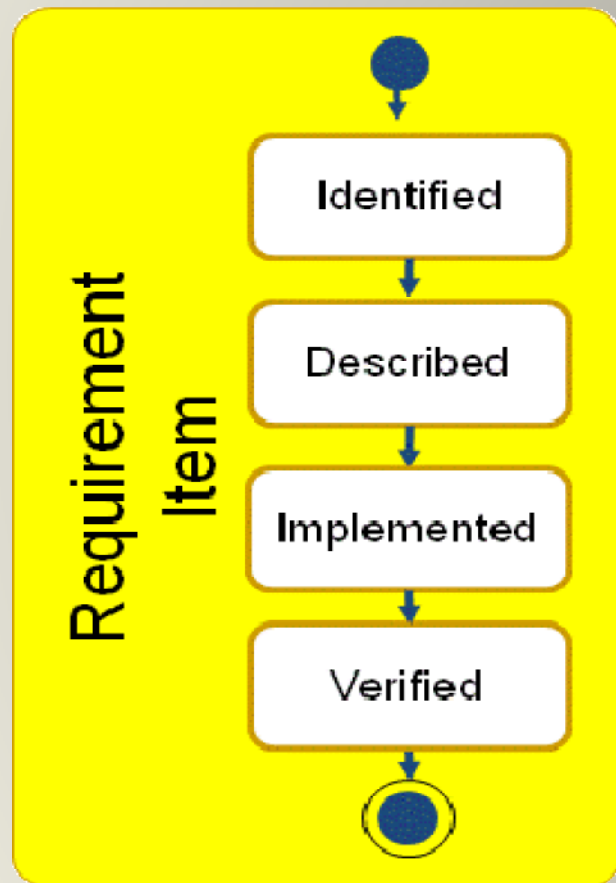 Requirement
Item
Identified
Described
Implemented
Verified